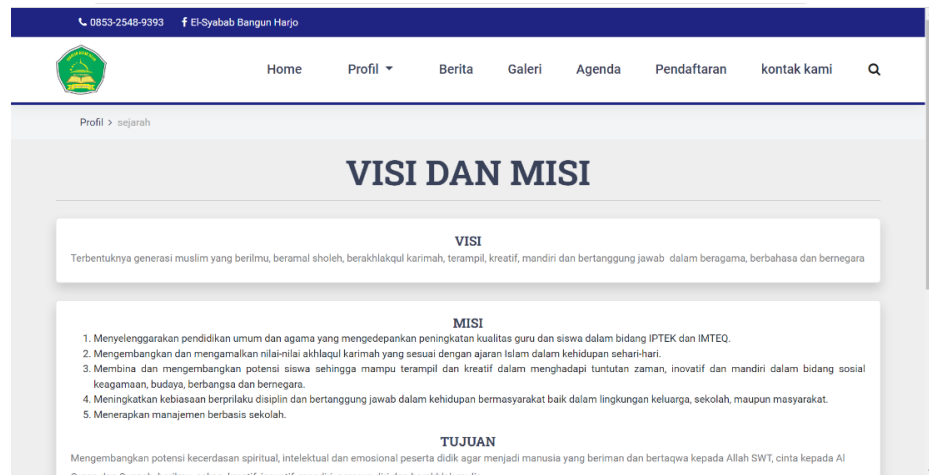 0853-2548-9393 El-Syabab Bangun Harjo
Home Profil Berita Galeri Agenda Pendaftaran kontak kami
Profil > sejarah
VISI DAN MISI
VISI
Terbentuknya generasi muslim yang berilmu, beramal sholeh, berakhlakqul karimah, terampil, kreatif, mandiri dan bertanggung jawab dalam beragama, berbahasa dan bernegara
MISI
1. Menyelenggarakan pendidikan umum dan agama yang mengedepankan peningkatan kualitas guru dan siswa dalam bidang IPTEK dan IMTEQ.
2. Mengembangkan dan mengamalkan nilai-nilai akhlaqul karimah yang sesuai dengan ajaran Islam dalam kehidupan sehari-hari.
3. Membina dan mengembangkan potensi siswa sehingga mampu terampil dan kreatif dalam menghadapi tuntutan zaman, inovatif dan mandiri dalam bidang sosial
keagamaan, budaya, berbangsa dan bernegara.
4. Meningkatkan kebiasaan berprilaku disiplin dan bertanggung jawab dalam kehidupan bermasyarakat baik dalam lingkungan keluarga, sekolah, maupun masyarakat.
5. Menerapkan manajemen berbasis sekolah.
TUJUAN
Mengembangkan potensi kecerdasan spiritual, intelektual dan emosional peserta didik agar menjadi manusia yang beriman dan bertaqwa kepada Allah SWT, cinta kepada Al